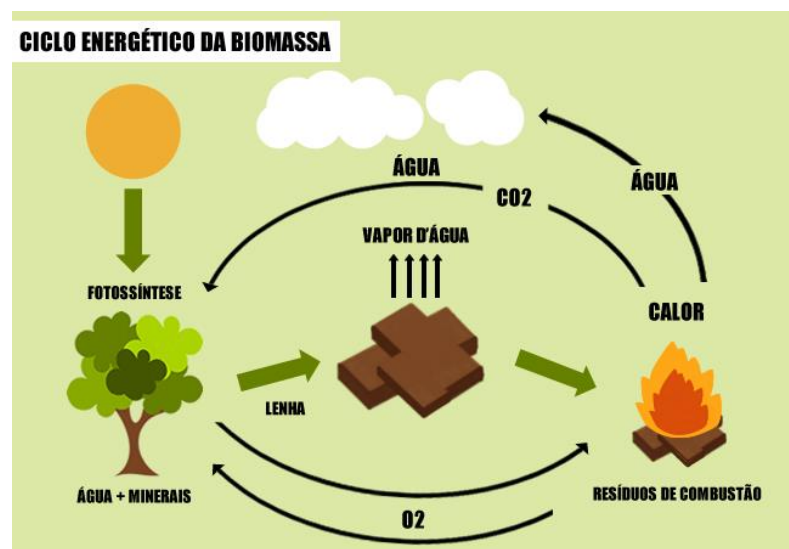 CICLO ENERGÉTICO DA BIOMASSA
ÁGUA
CO2
ÁGUA
VAPOR D'ÁGUA
FOTOSSÍNTESE
CALOR
LENHA
ÁGUA + MINERAIS
O2
RESÍDUOS DE COMBUSTÃO